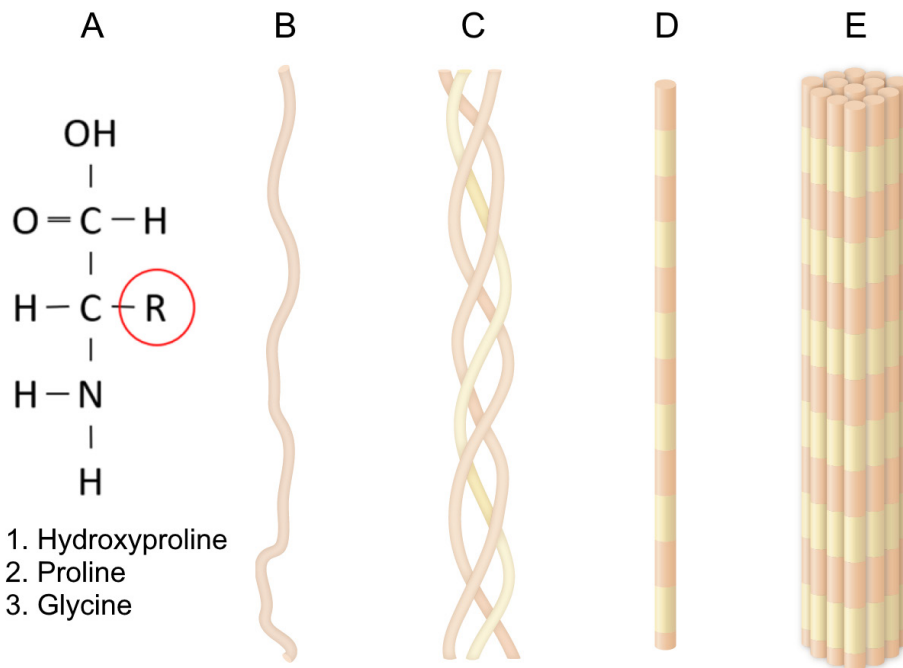 A B C D E
OH
O = C – H
H – C – R
H – N
H
1. Hydroxyproline
2. Proline
3. Glycine